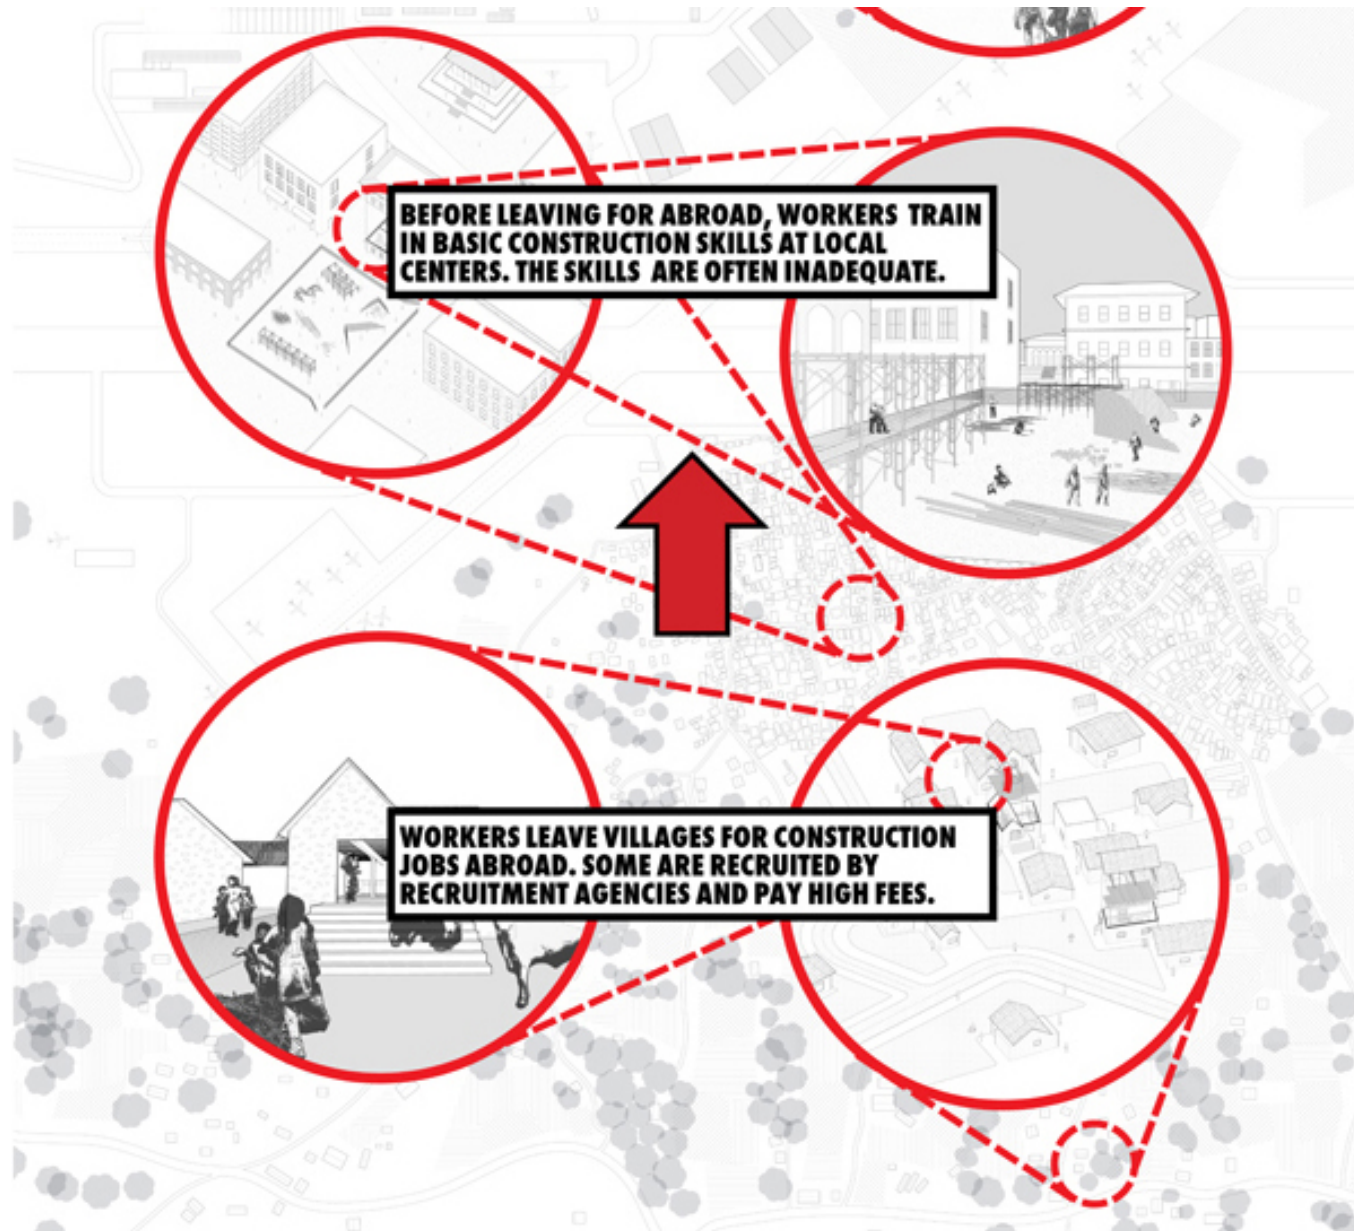 BEFORE LEAVING FOR ABROAD, WORKERS TRAIN
IN BASIC CONSTRUCTION SKILLS AT LOCAL
CENTERS. THE SKILLS ARE OFTEN INADEQUATE.
WORKERS LEAVE VILLAGES FOR CONSTRUCTION
JOBS ABROAD. SOME ARE RECRUITED BY
RECRUITMENT AGENCIES AND PAY HIGH FEES.